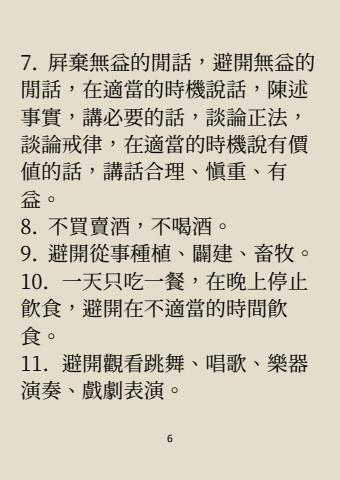 7. 屏棄無益的閒話，避開無益的
閒話，在適當的時機說話，陳述
事實，講必要的話，談論正法，
談論戒律，在適當的時機說有價
值的話，講話合理、慎重、有
益。
8. 不買賣酒，不喝酒。
9. 避開從事種植、闢建、畜牧。
10. 一天只吃一餐，在晚上停止
飲食，避開在不適當的時間飲
食。
11. 避開觀看跳舞、唱歌、樂器
演奏、戲劇表演。
6